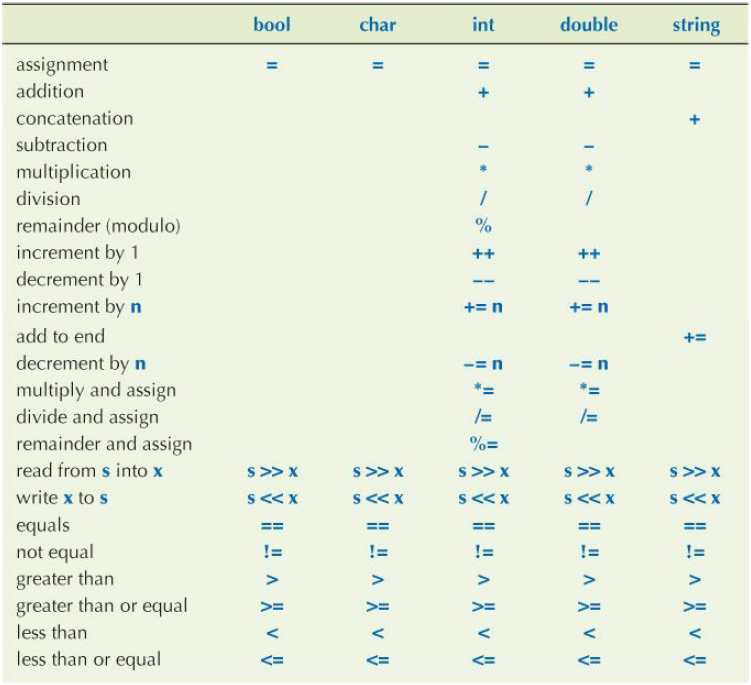 bool char int double string
assignment = = = = =
addition + +
concatenation +
subtraction – –
multiplication * *
division / /
remainder (modulo) %
increment by 1 ++ ++
decrement by 1 –– ––
increment by n += n += n
add to end +=
decrement by n –= n –= n
multiply and assign *= *=
divide and assign /= /=
remainder and assign %=
read from s into x s >> x s >> x s >> x s >> x s >> x
write x to s s << x s << x s << x s << x s << x
equals == == == == ==
not equal != != != != !=
greater than > > > > >
greater than or equal >= >= >= >= >=
less than < < < < <
less than or equal <= <= <= <= <=